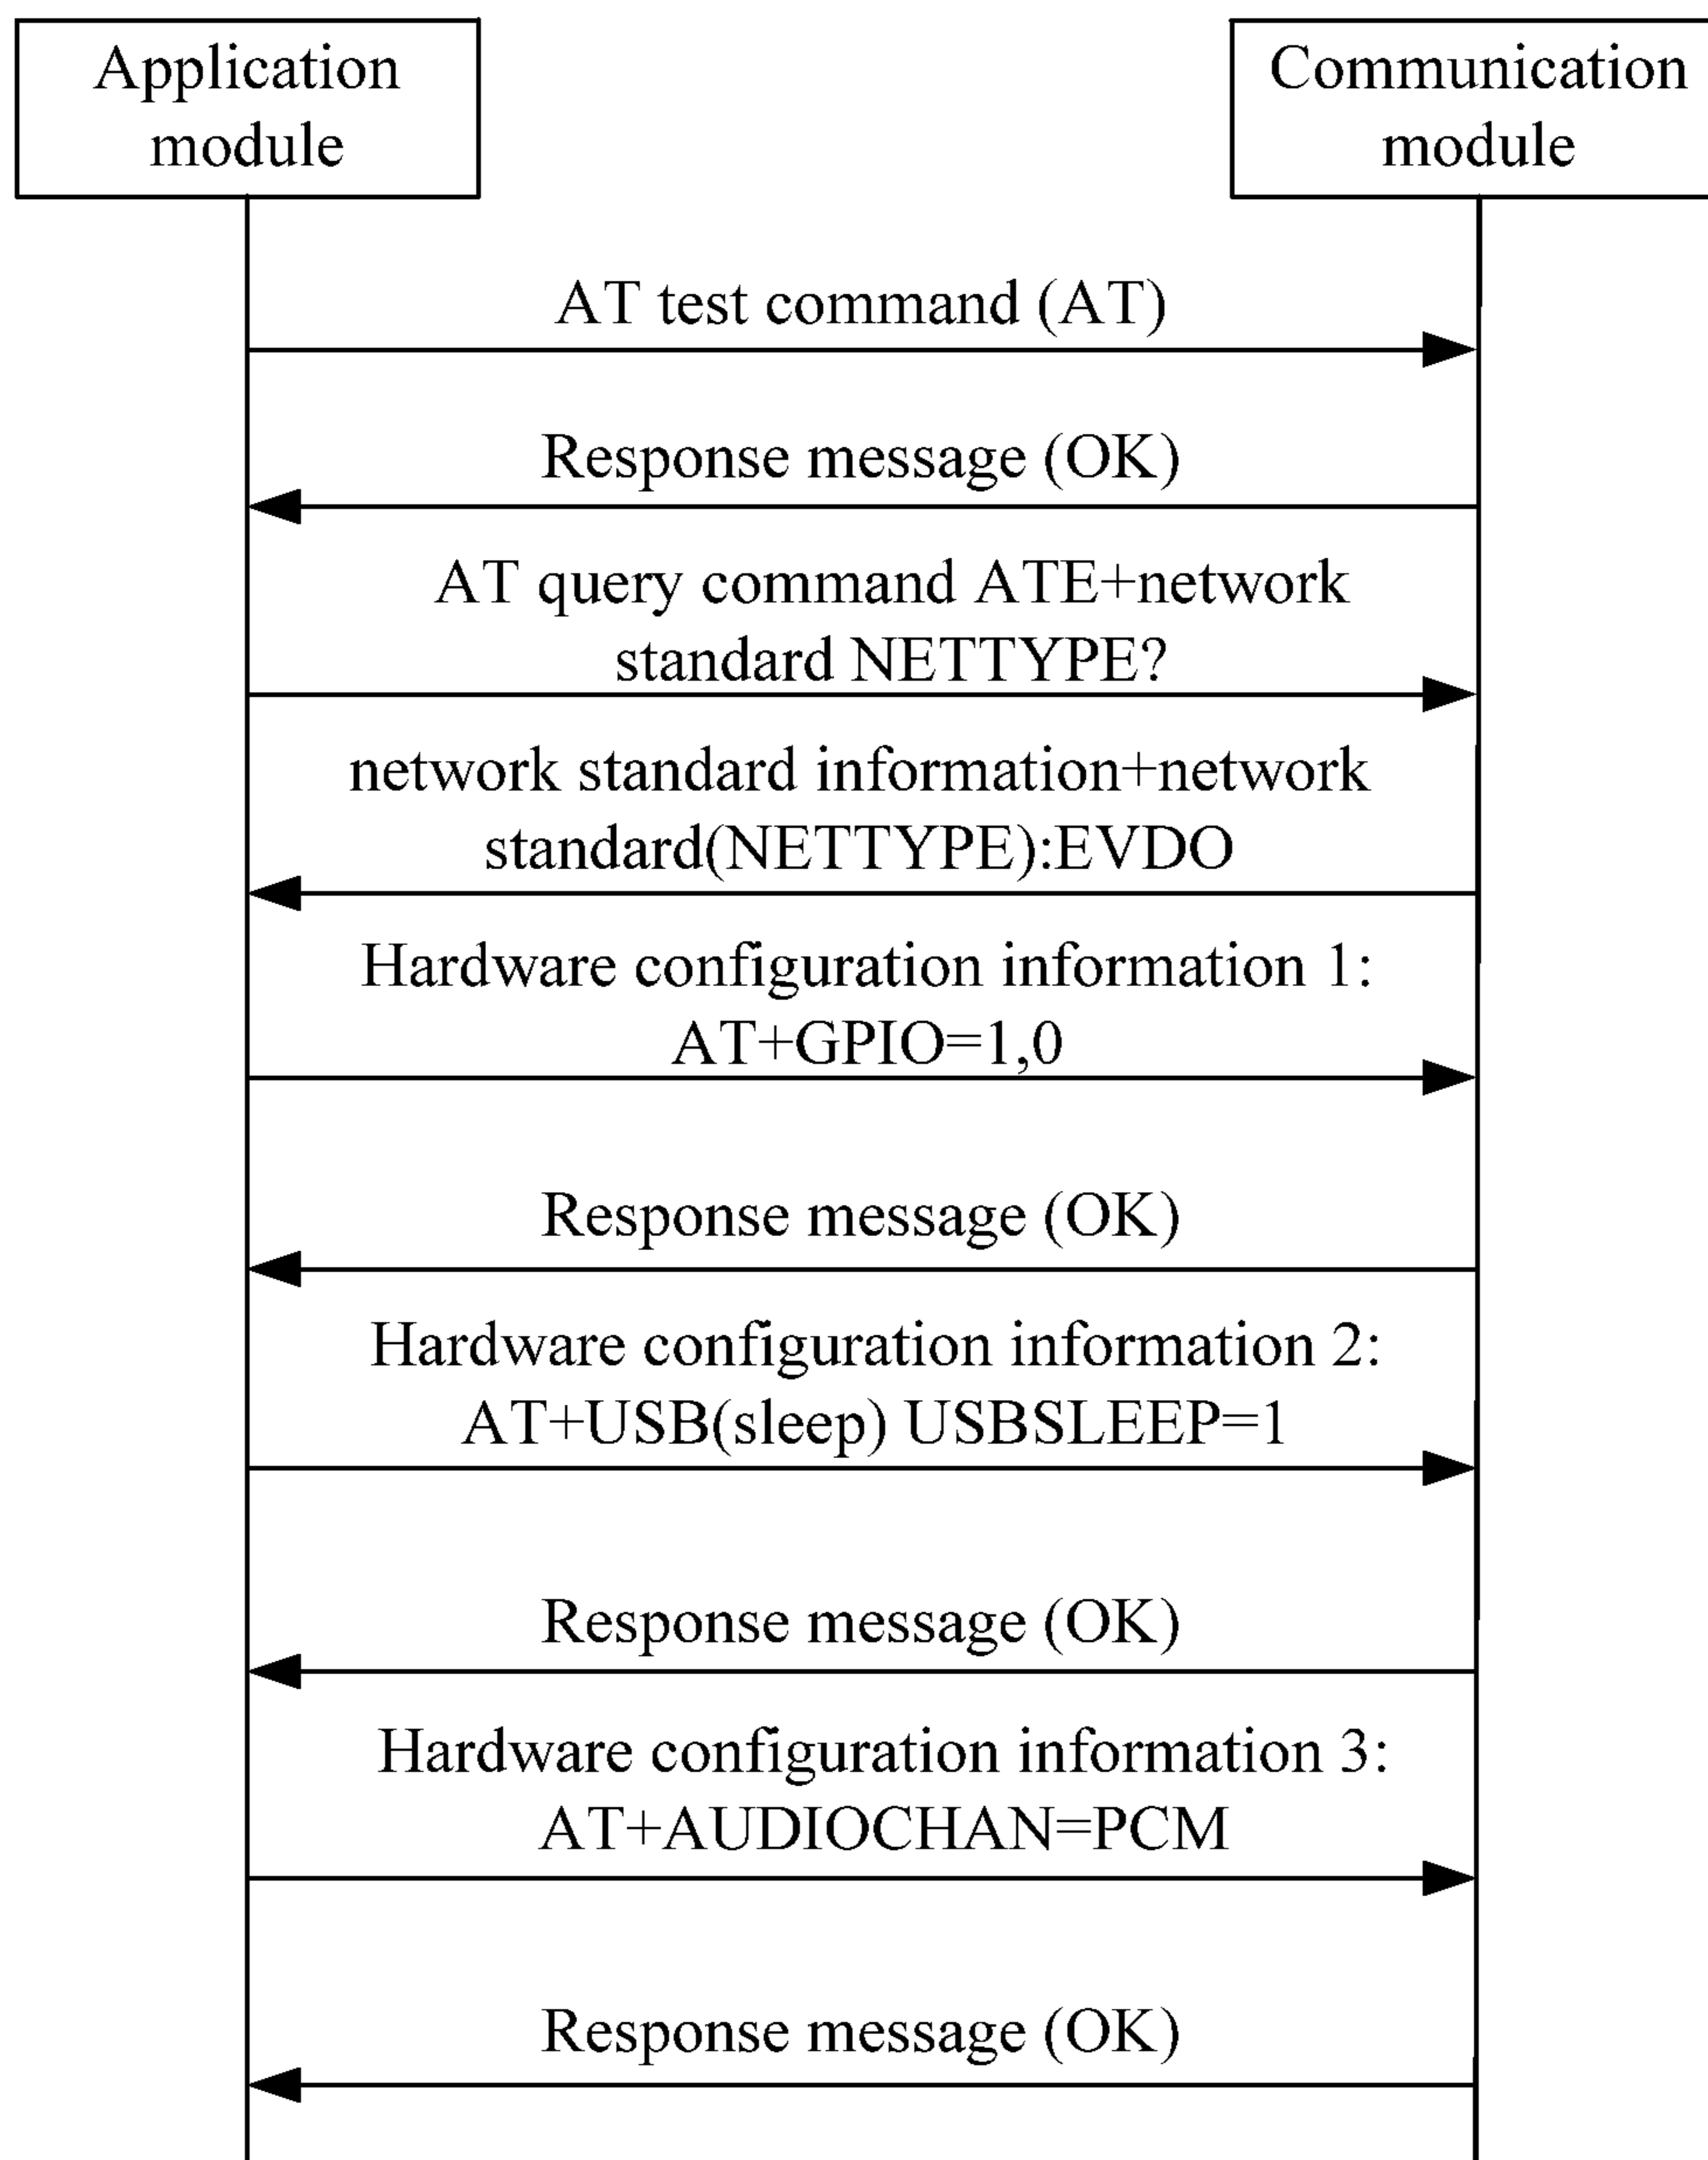 Application
module
Communication
module
AT test command (AT)
Response message (OK)
AT query command ATE+network
standard NETTYPE?
network standard information+network
standard(NETTYPE):EVDO
Hardware configuration information 1:
AT+GPIO=1,0
Response message (OK)
Hardware configuration information 2:
AT+USB(sleep) USBSLEEP=1
Response message (OK)
Hardware configuration information 3:
AT+AUDIOCHAN=PCM
Response message (OK)